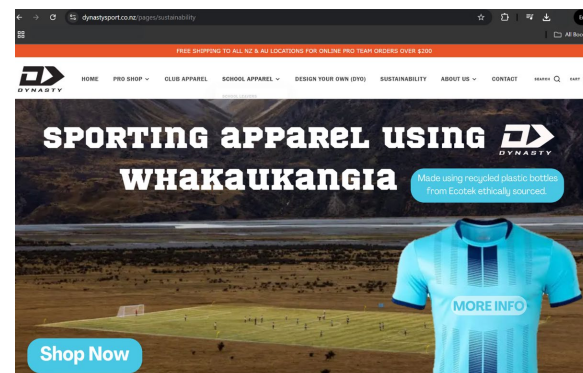 dynastysport.co.nz/pages/sustainability
All Boo
FREE SHIPPING TO ALL NZ & AU LOCATIONS FOR ONLINE PRO TEAM ORDERS OVER $200
DYNASTY
HOME PRO SHOP CLUB APPAREL SCHOOL APPAREL DESIGN YOUR OWN (DYO) SUSTAINABILITY ABOUT US CONTACT SEARCH CART
SPORTING APPAREL USING
DYNASTY
WHAKAUKANGIA
Made using recycled plastic bottles
from Ecotek ethically sourced.
MORE INFO
Shop Now